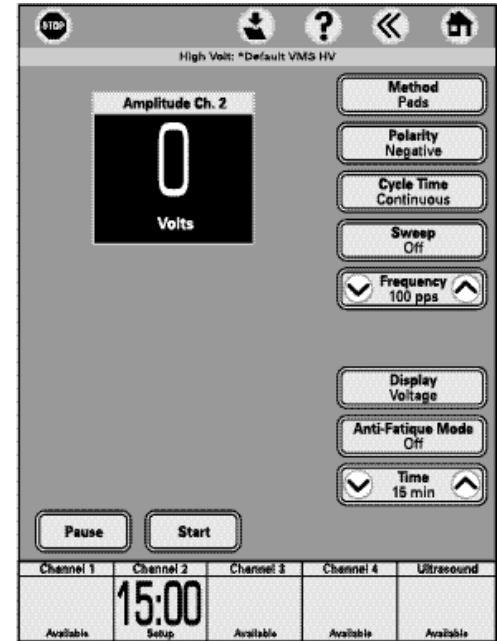 STOP
?
High Volt: *Default VMS HV
Amplitude Ch. 2
0
Volts
Method
Pads
Polarity
Negative
Cycle Time
Continuous
Sweep
Off
Frequency
100 pps
Display
Voltage
Anti-Fatique Mode
Off
Time
15 min
Pause
Start
Channel 1
Channel 2
Channel 3
Channel 4
Ultrasound
15:00
Available
Setup
Available
Available
Available